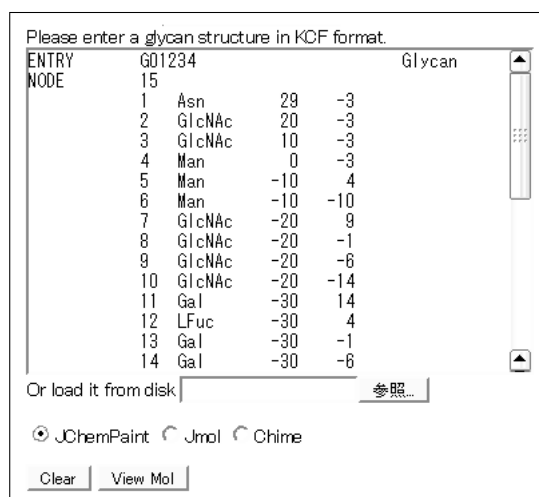 Please enter a glycan structure in KCF format.
ENTRY G01234 Glycan
NODE 15
1 Asn 29 -3
2 GlcNAc 20 -3
3 GlcNAc 10 -3
4 Man 0 -3
5 Man -10 4
6 Man -10 -10
7 GlcNAc -20 9
8 GlcNAc -20 -1
9 GlcNAc -20 -6
10 GlcNAc -20 -14
11 Gal -30 14
12 LFuc -30 4
13 Gal -30 -1
14 Gal -30 -6
Or load it from disk 参照...
JChemPaint Jmol Chime
Clear View Mol